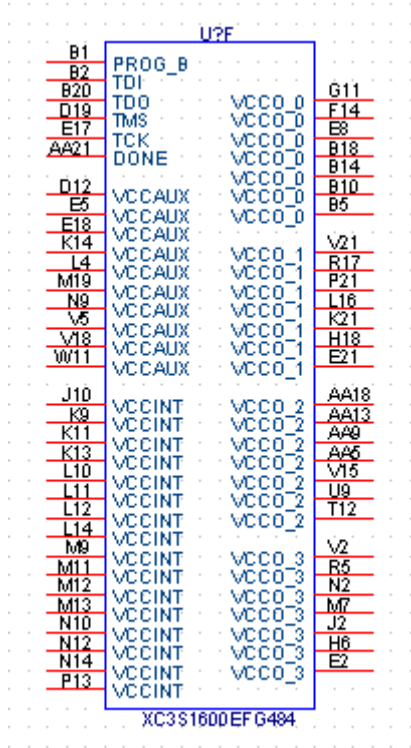 U?F
B1 PROG_B
B2 TDI
B20 TDO VCCO_0 G11
D19 TMS VCCO_0 F14
E17 TCK VCCO_0 E8
AA21 DONE VCCO_0 B18
VCCO_0 B14
D12 VCCAUX VCCO_0 B10
E5 VCCAUX VCCO_0 B5
E18 VCCAUX
K14 VCCAUX VCCO_1 V21
L4 VCCAUX VCCO_1 R17
M19 VCCAUX VCCO_1 P21
N9 VCCAUX VCCO_1 L16
V5 VCCAUX VCCO_1 K21
V18 VCCAUX VCCO_1 H18
W11 VCCAUX VCCO_1 E21
J10 VCCINT VCCO_2 AA18
K9 VCCINT VCCO_2 AA13
K11 VCCINT VCCO_2 AA9
K13 VCCINT VCCO_2 AA5
L10 VCCINT VCCO_2 V15
L11 VCCINT VCCO_2 U9
L12 VCCINT VCCO_2 T12
L14 VCCINT
M9 VCCINT VCCO_3 V2
M11 VCCINT VCCO_3 R5
M12 VCCINT VCCO_3 N2
M13 VCCINT VCCO_3 M7
N10 VCCINT VCCO_3 J2
N12 VCCINT VCCO_3 H6
N14 VCCINT VCCO_3 E2
P13 VCCINT
XC3S1600EFG484